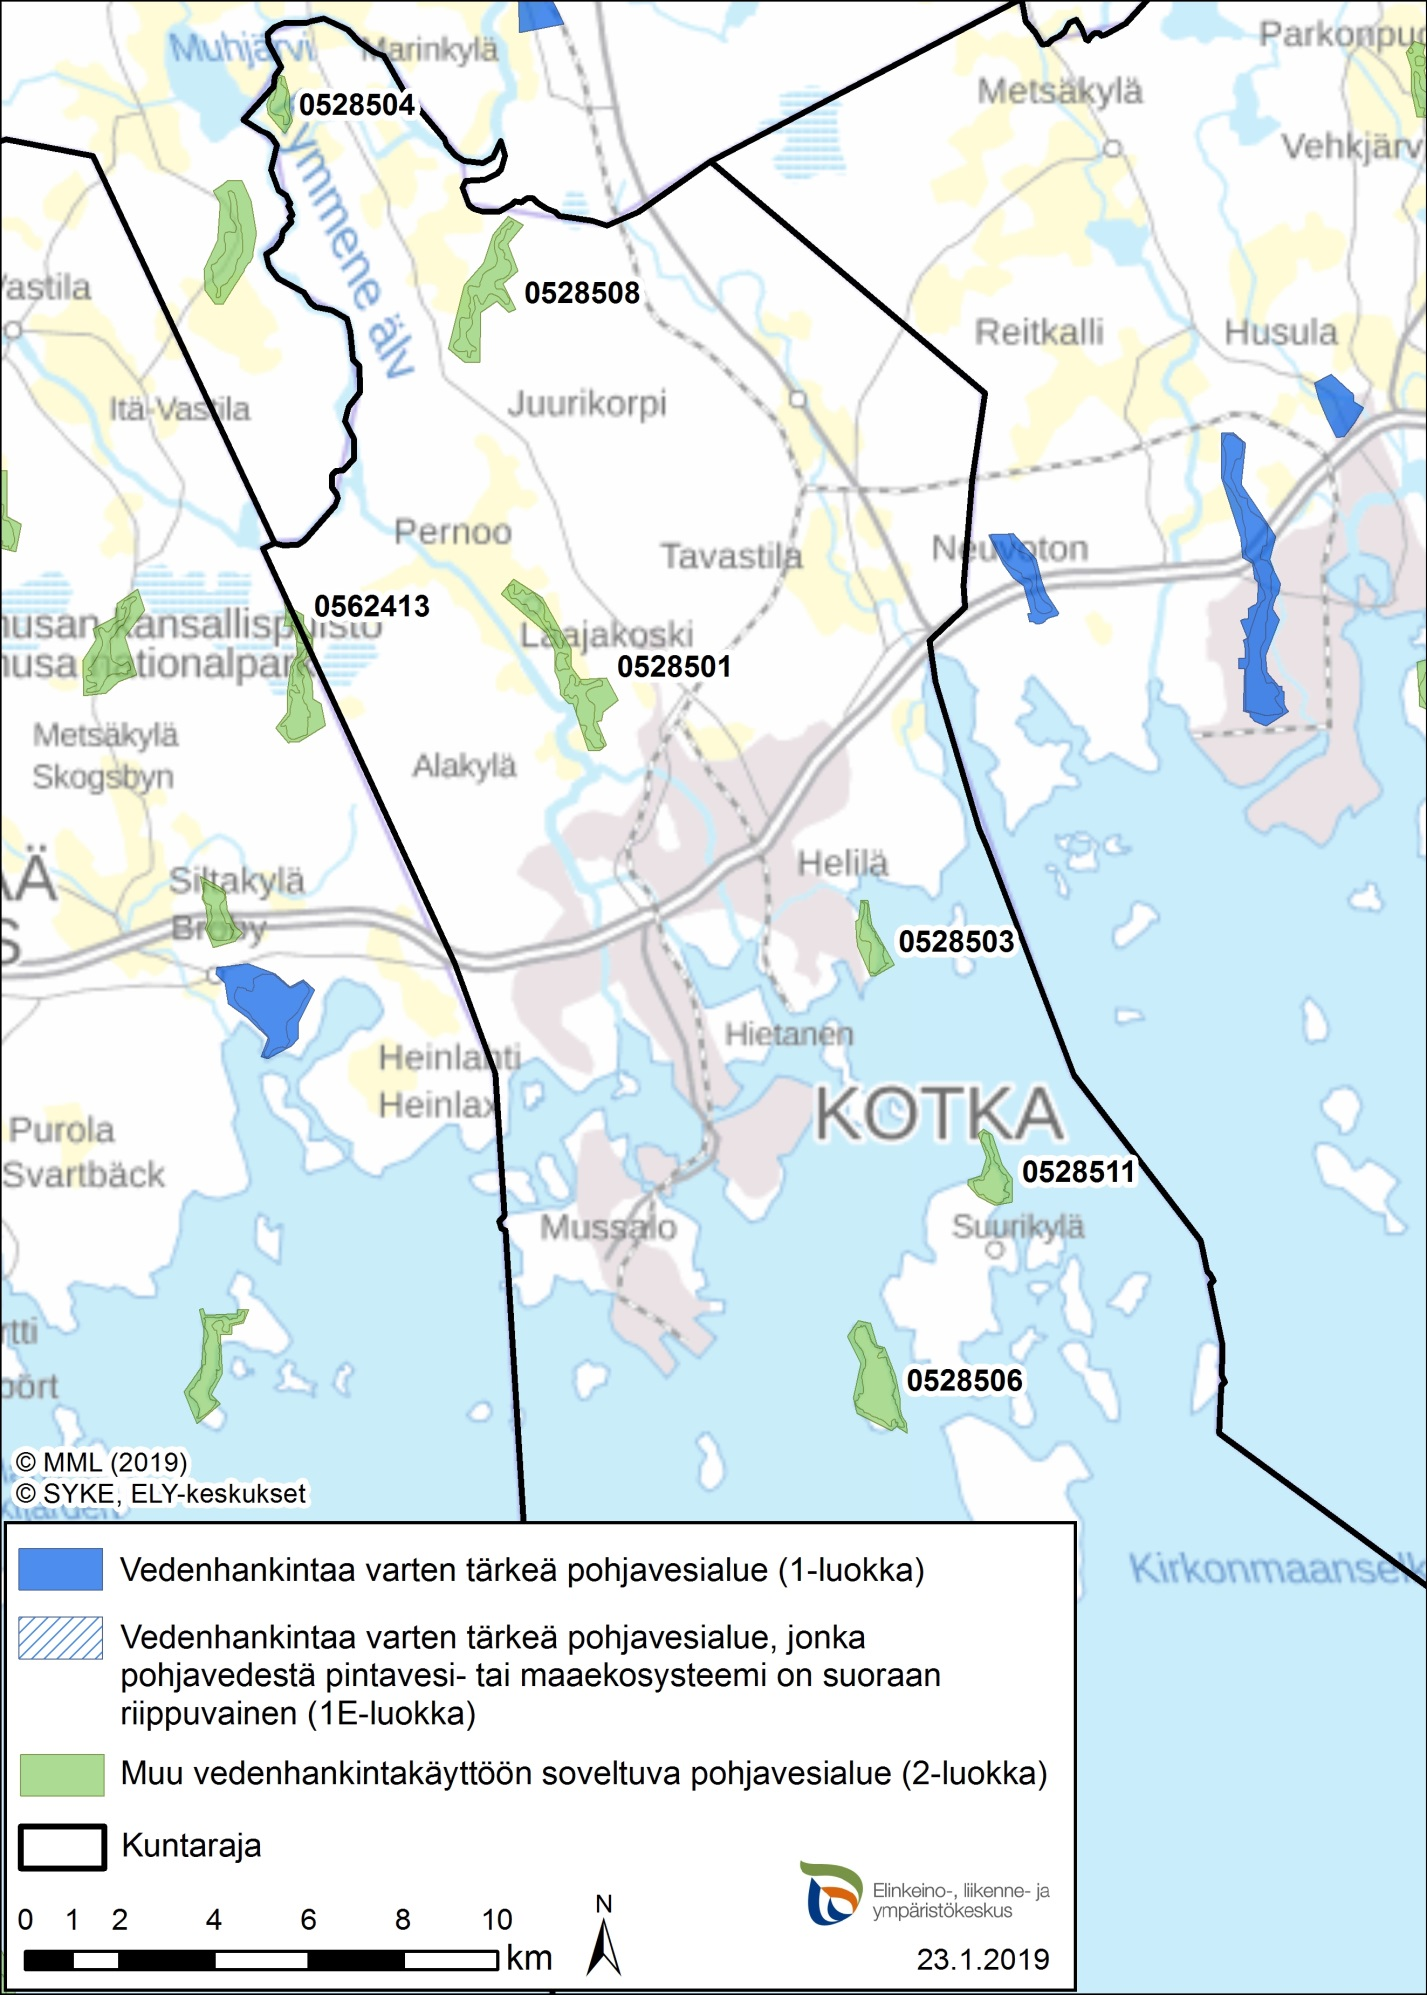 Muhjärvi
Marinkylä
Metsäkylä
0528504
Kymmene älv
0528508
Itä-Vastila
Juurikorpi
Reitkalli
Husula
Pernoo
Tavastila
Neuvoton
0562413
Laajakoski
0528501
Metsäkylä
Skogsbyn
Alakylä
Siltakylä
Broby
Helilä
0528503
Hietanen
Heinlahti
Heinlax
KOTKA
Purola
Svartbäck
0528511
Mussalo
Suurikylä
0528506
© MML (2019)
© SYKE, ELY-keskukset
Vedenhankintaa varten tärkeä pohjavesialue (1-luokka)
Vedenhankintaa varten tärkeä pohjavesialue, jonka
pohjavedestä pintavesi- tai maaekosysteemi on suoraan
riippuvainen (1E-luokka)
Muu vedenhankintakäyttöön soveltuva pohjavesialue (2-luokka)
Kuntaraja
0 1 2 4 6 8 10
km
N
Elinkeino-, liikenne- ja
ympäristökeskus
23.1.2019